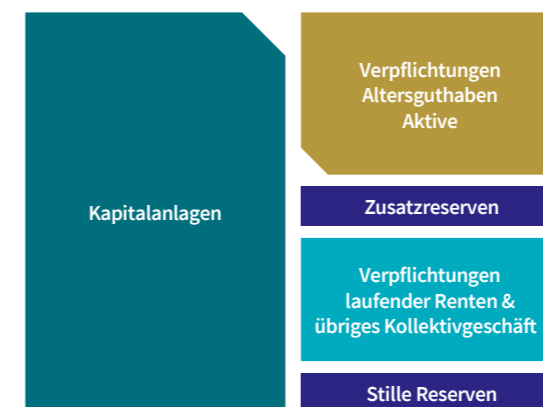 Kapitalanlagen
Verpflichtungen
Altersguthaben
Aktive
Zusatzreserven
Verpflichtungen
laufender Renten &
übriges Kollektivgeschäft
Stille Reserven